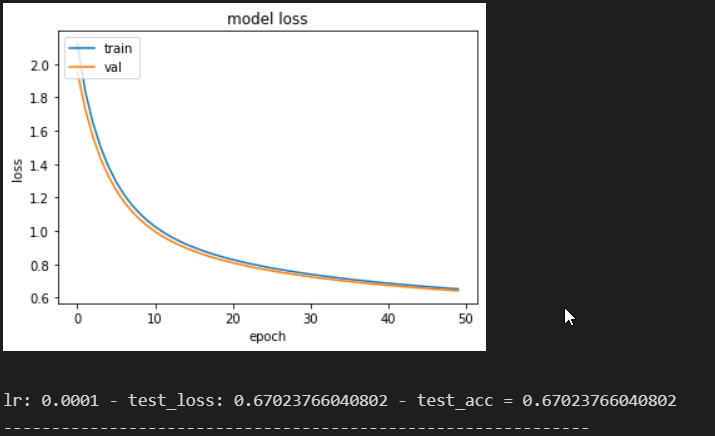 model loss
train
val
2.0
1.8
1.6
1.4
1.2
1.0
0.8
0.6
loss
0 10 20 30 40 50
epoch
lr: 0.0001 - test_loss: 0.67023766040802 - test_acc = 0.67023766040802
-------------------------------------------------------------